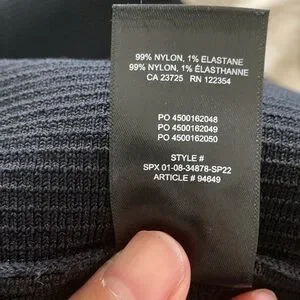 99% NYLON, 1% ELASTANE
99% NYLON, 1% ÉLASTHANNE
CA 23725 RN 122354
PO 4500162048
PO 4500162049
PO 4500162050
STYLE #
SPX 01-08-34878-SP22
ARTICLE # 94649